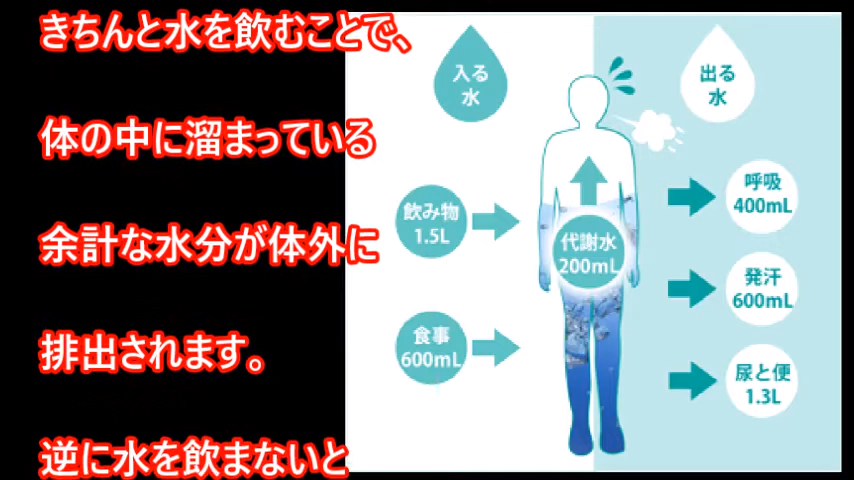 きちんと水を飲むことで、
体の中に溜まっている
余計な水分が体外に
排出されます。
逆に水を飲まないと
入る
水
出る
水
飲み物
1.5L
食事
600mL
代謝水
200mL
呼吸
400mL
発汗
600mL
尿と便
1.3L